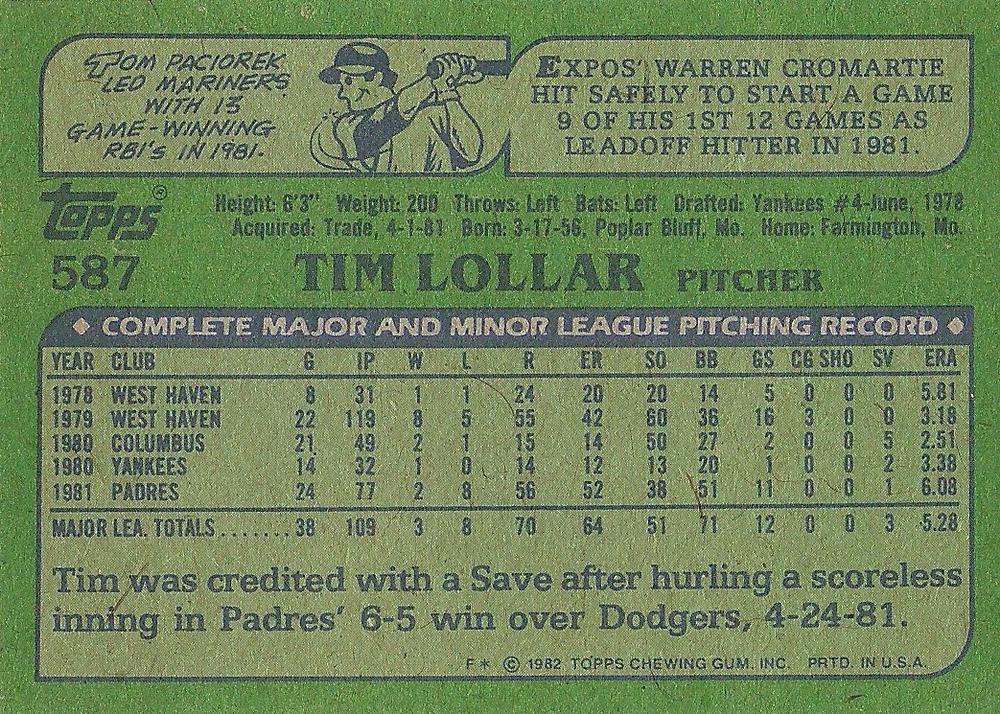 TOM PACIOREK
LED MARINERS
WITH 13
GAME-WINNING
RBI's IN 1981.
EXPOS' WARREN CROMARTIE
HIT SAFELY TO START A GAME
9 OF HIS 1ST 12 GAMES AS
LEADOFF HITTER IN 1981.
TOPPS®
Height: 6'3" Weight: 200 Throws: Left Bats: Left Drafted: Yankees #4-June, 1978
Acquired: Trade, 4-1-81 Born: 3-17-56, Poplar Bluff, Mo. Home: Farmington, Mo.
587 TIM LOLLAR PITCHER
COMPLETE MAJOR AND MINOR LEAGUE PITCHING RECORD
YEAR CLUB G IP W L R ER SO BB GS CG SHO SV ERA
1978 WEST HAVEN 8 31 1 1 24 20 20 14 5 0 0 0 5.81
1979 WEST HAVEN 22 119 8 5 55 42 60 36 16 3 0 0 3.18
1980 COLUMBUS 21 49 2 1 15 14 50 27 2 0 0 5 2.51
1980 YANKEES 14 32 1 0 14 12 13 20 1 0 0 2 3.38
1981 PADRES 24 77 2 8 56 52 38 51 11 0 0 1 6.08
MAJOR LEA. TOTALS.......38 109 3 8 70 64 51 71 12 0 0 3 5.28
Tim was credited with a Save after hurling a scoreless
inning in Padres' 6-5 win over Dodgers, 4-24-81.
F* © 1982 TOPPS CHEWING GUM, INC. PRTD. IN U.S.A.